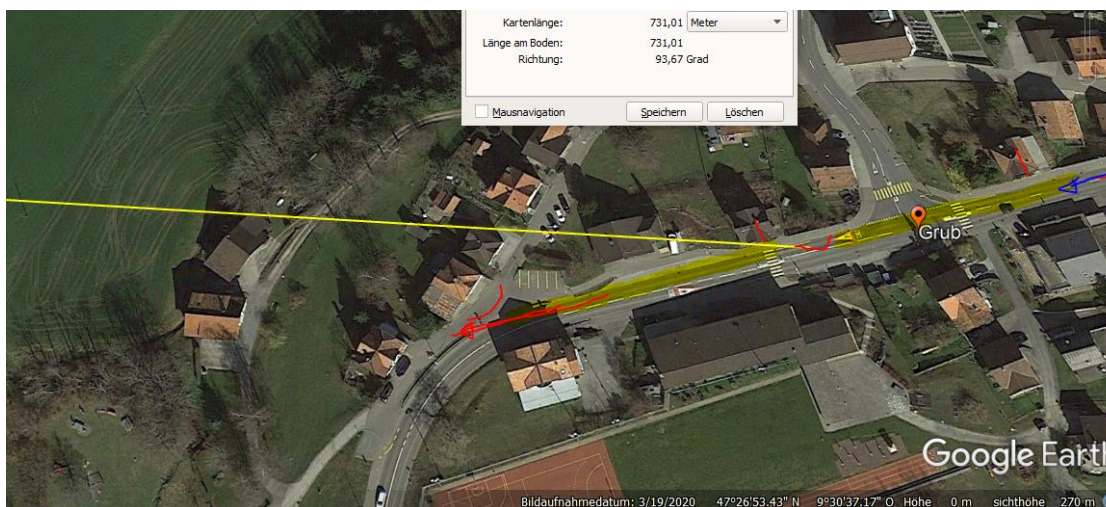 Kartenlänge: 731,01 Meter
Länge am Boden: 731,01
Richtung: 93,67 Grad
Mausnavigation Speichern Löschen
Grub
Google Earth
Bildaufnahmedatum: 3/19/2020 47°26'53.43" N 9°30'37.17" O Höhe 0 m sichthöhe 270 m